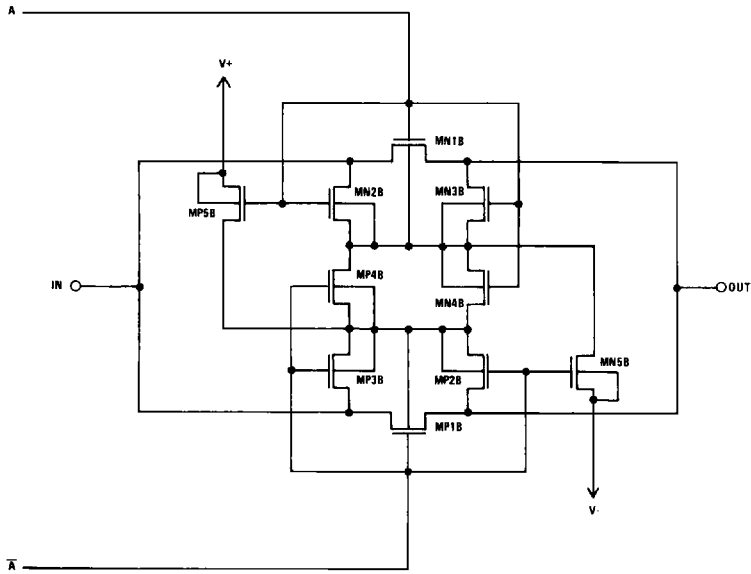 A
V+
MN1B
MN2B
MN3B
MP5B
IN
MP4B
MN4B
OUT
MN5B
MP3B
MP2B
MP1B
V-
A̅